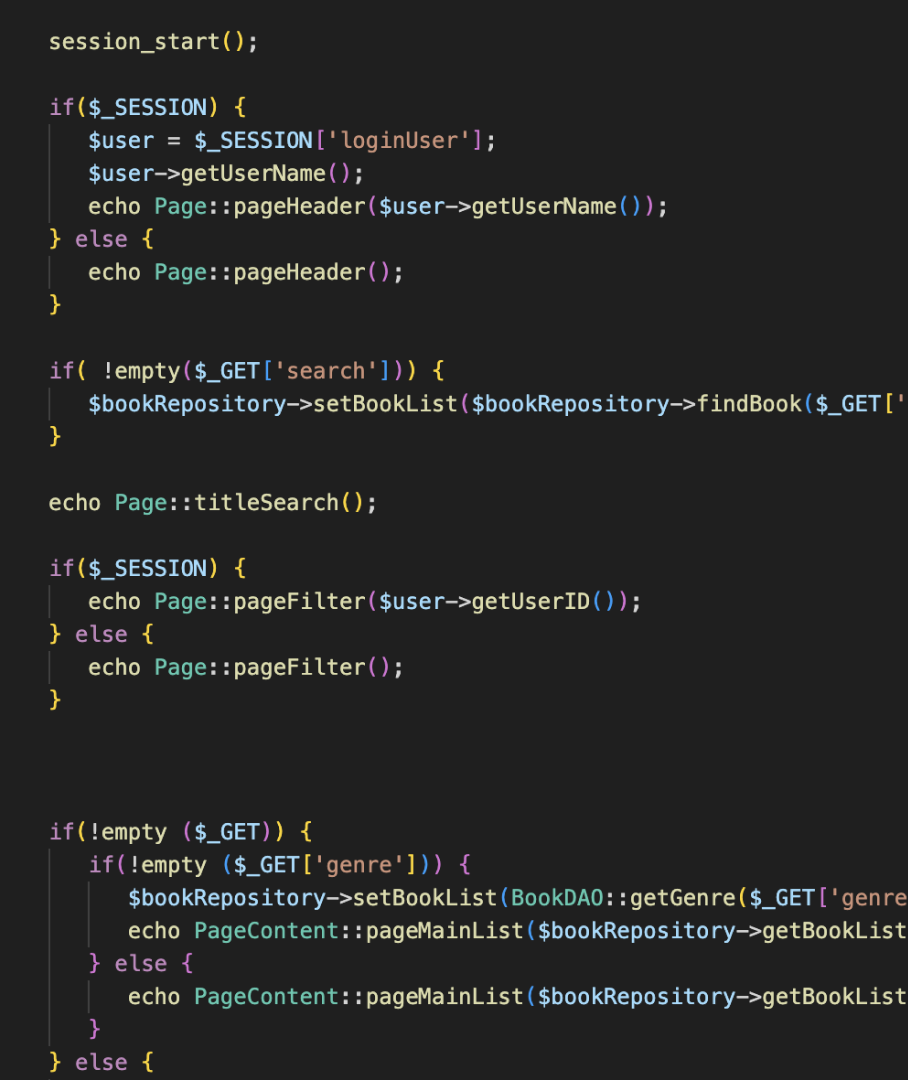 session_start();
if($_SESSION) {
$user = $_SESSION['loginUser'];
$user->getUserName();
echo Page::pageHeader($user->getUserName());
} else {
echo Page::pageHeader();
}
if( !empty($_GET['search'])) {
$bookRepository->setBookList($bookRepository->findBook($_GET['
}
echo Page::titleSearch();
if($_SESSION) {
echo Page::pageFilter($user->getUserID());
} else {
echo Page::pageFilter();
}
if(!empty ($_GET)) {
if(!empty ($_GET['genre'])) {
$bookRepository->setBookList(BookDAO::getGenre($_GET['genre
echo PageContent::pageMainList($bookRepository->getBookList
} else {
echo PageContent::pageMainList($bookRepository->getBookList
}
} else {